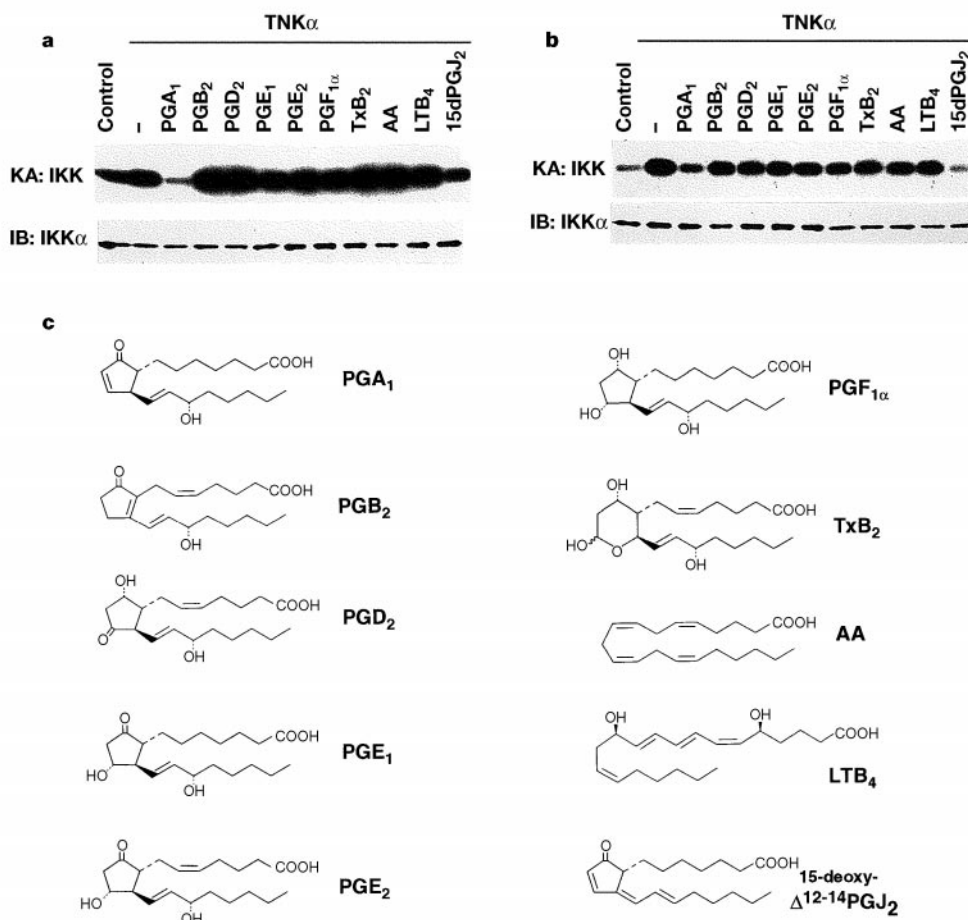 a
TNKα
Control
–
PGA1
PGB2
PGD2
PGE1
PGE2
PGF1α
TxB2
AA
LTB4
15dPGJ2
KA: IKK
IB: IKKα
b
TNKα
Control
–
PGA1
PGB2
PGD2
PGE1
PGE2
PGF1α
TxB2
AA
LTB4
15dPGJ2
KA: IKK
IB: IKKα
c
O
COOH
OH
PGA1
O
COOH
OH
PGB2
OH
COOH
O
OH
PGD2
O
COOH
HO
OH
PGE1
O
COOH
HO
OH
PGE2
OH
COOH
HO
OH
PGF1α
OH
COOH
HO
O
OH
TxB2
COOH
AA
OH
OH
COOH
LTB4
O
COOH
15-deoxy-
Δ12-14PGJ2